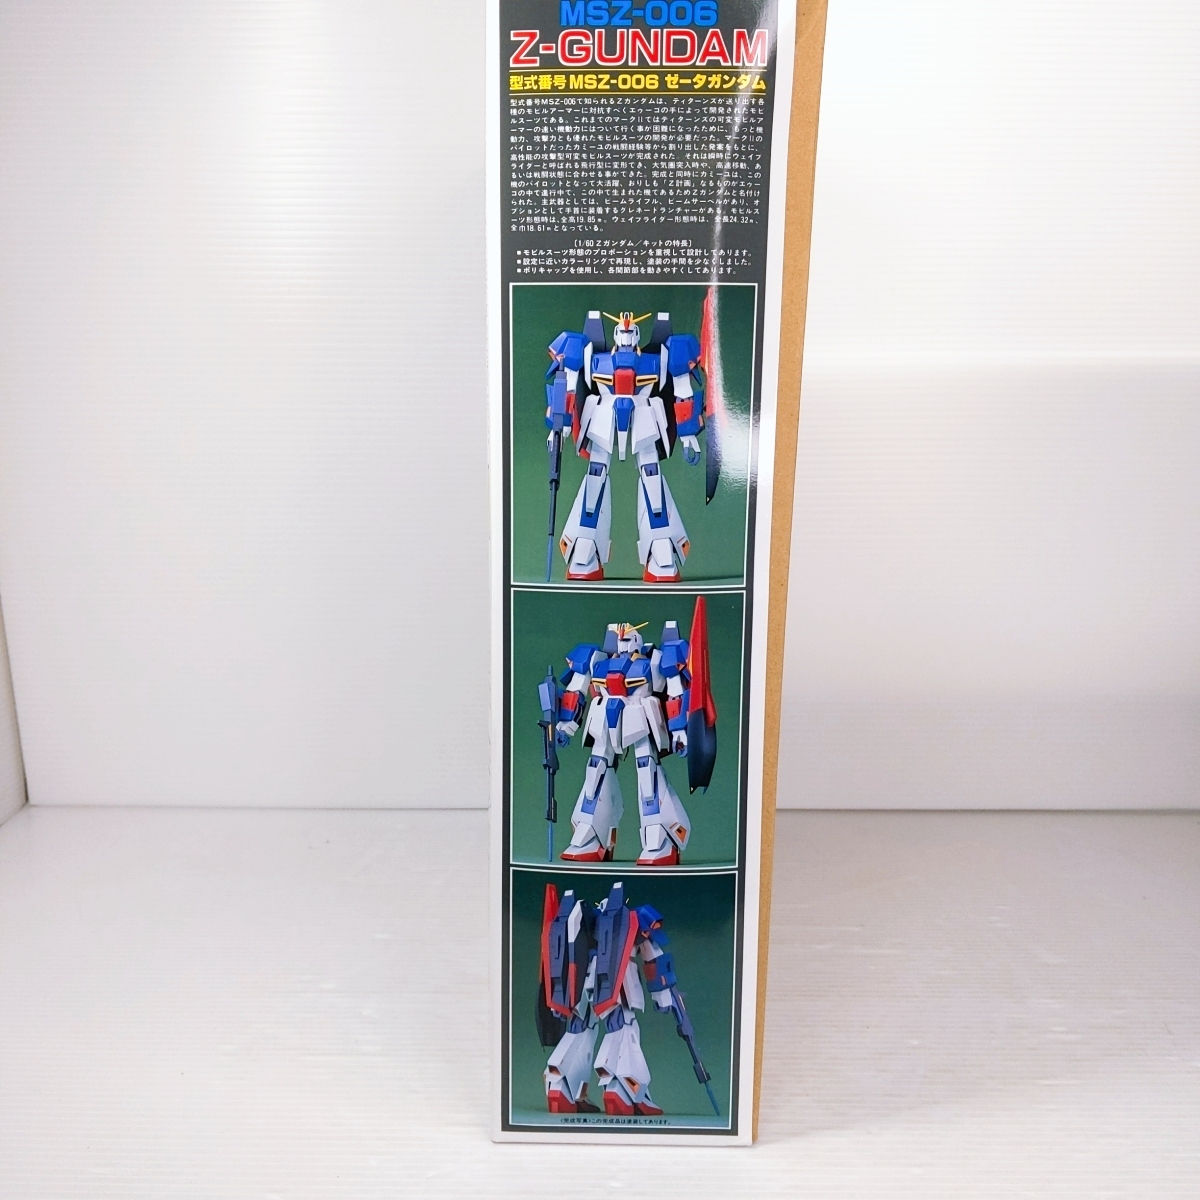 MSZ-006
Z-GUNDAM
型式番号MSZ-006 ゼータガンダム
型式番号MSZ-006で知られるZガンダムは、ティターンズが送り出す各
種のモビルアーマーに対抗すべくエゥーゴの手によって開発されたモビ
ルスーツである。これまでのマークIIではティターンズの可変モビルア
ーマーの速い機動力にはついて行く事が困難になったために、もっと機
動力、攻撃力とも優れたモビルスーツの開発が必要だった。マークIIの
パイロットだったカミーユの戦闘経験等から割り出した発案をもとに、
高性能の攻撃型可変モビルスーツが完成された。それは瞬時にウェイブ
ライダーと呼ばれる飛行型に変形でき、大気圏突入時や、高速移動、あ
るいは戦闘状態に合わせる事ができた。完成と同時にカミーユは、この
機のパイロットとなって大活躍、おりしも「Z計画」なるものがエゥー
ゴの中で進行中で、この中で生まれた機であるためZガンダムと名付け
られた。主武器としては、ビームライフル、ビームサーベルがあり、オ
プションとして手首に装着するグレネードランチャーがある。モビルス
ーツ形態時は、全高19.85m。ウェイブライダー形態時は、全長24.32m、
全巾18.61mとなっている。
〔1/60 Zガンダム／キットの特長〕
■モビルスーツ形態のプロポーションを重視して設計してあります。
■設定に近いカラーリングで再現し、塗装の手間を少なくしました。
■ポリキャップを使用し、各関節部を動きやすくしてあります。
(完成写真)この完成品は塗装してあります。